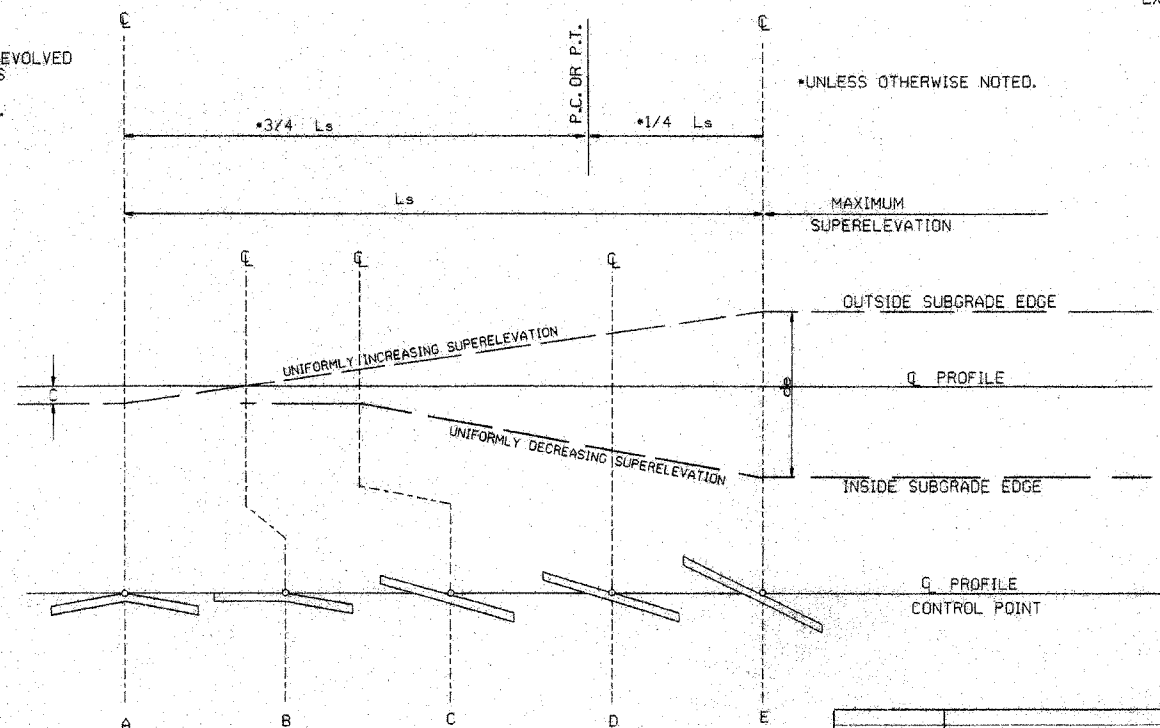 ℄
℄
EVOLVED
P.C. OR P.T.
*UNLESS OTHERWISE NOTED.
*3/4 Ls
*1/4 Ls
Ls
MAXIMUM
SUPERELEVATION
℄
℄
℄
OUTSIDE SUBGRADE EDGE
UNIFORMLY INCREASING SUPERELEVATION
℄ PROFILE
C
UNIFORMLY DECREASING SUPERELEVATION
INSIDE SUBGRADE EDGE
℄ PROFILE
CONTROL POINT
A
B
C
D
E